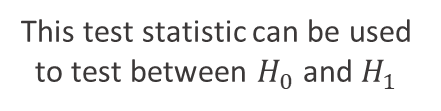 This test statistic can be used
to test between H₀ and H₁